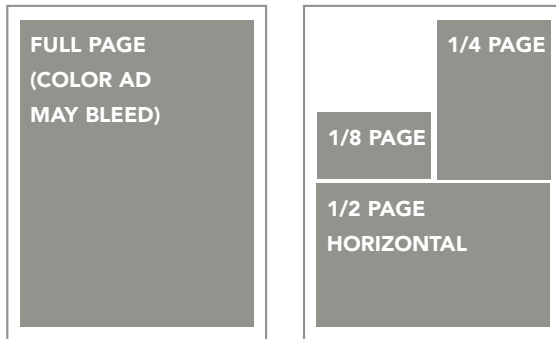 FULL PAGE
(COLOR AD
MAY BLEED)
1/4 PAGE
1/8 PAGE
1/2 PAGE
HORIZONTAL